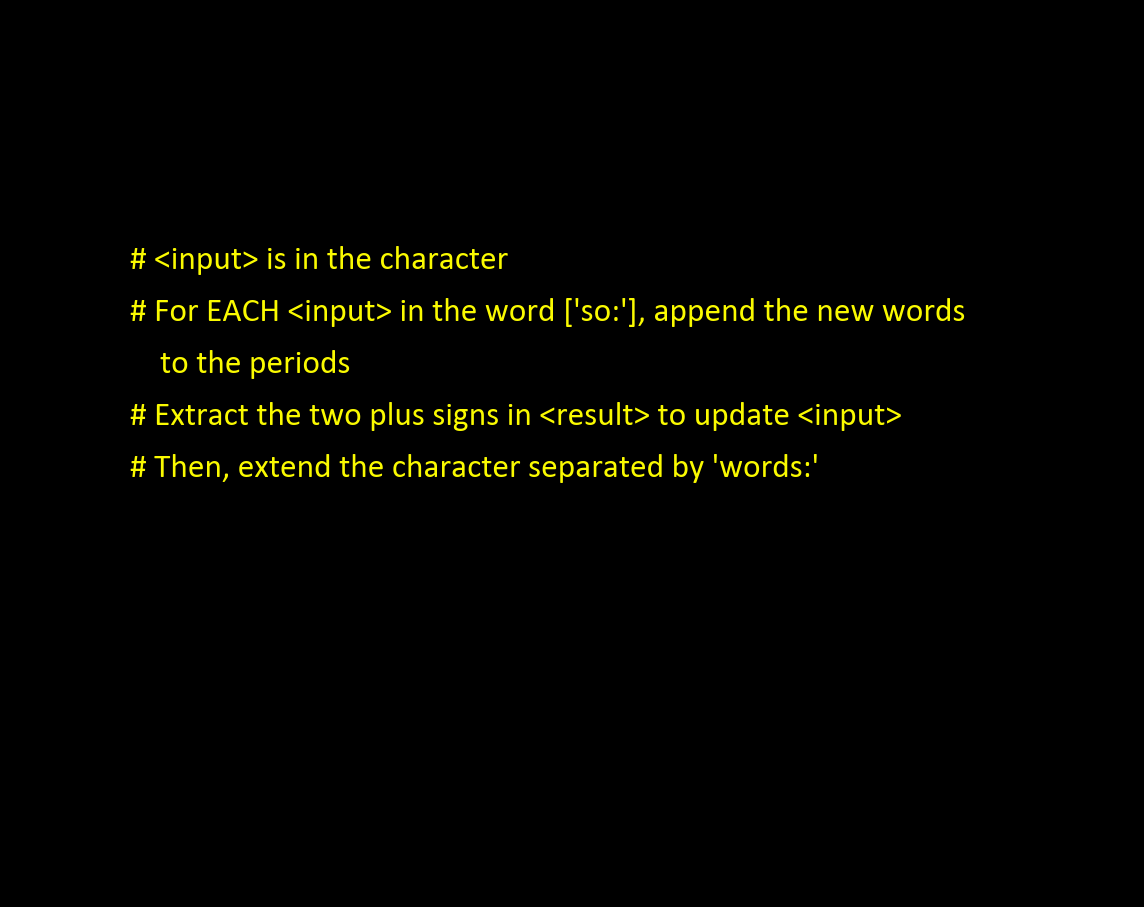 # <input> is in the character
# For EACH <input> in the word ['so:'], append the new words
to the periods
# Extract the two plus signs in <result> to update <input>
# Then, extend the character separated by 'words:'